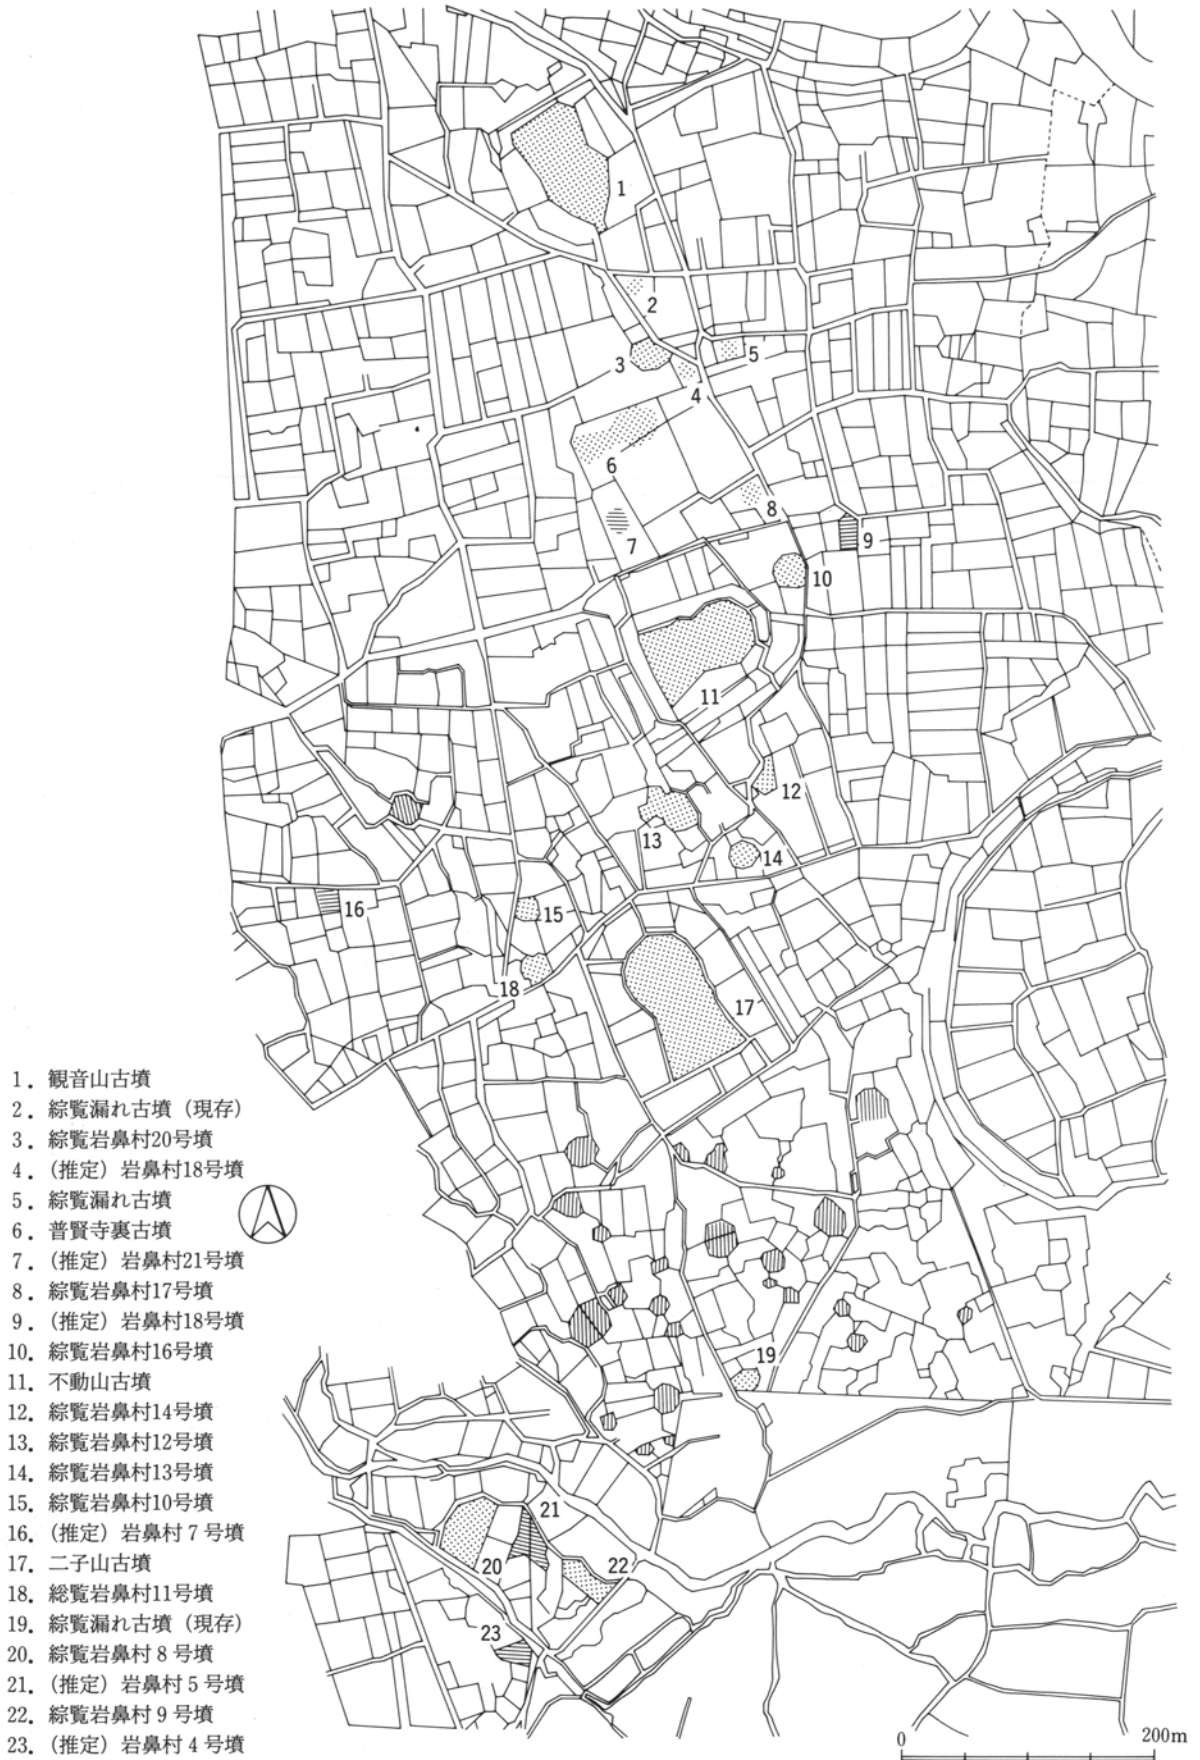 1
2
3
5
4
6
8
7
9
10
11
12
13
14
16
15
18
17
1．観音山古墳
2．綜覧漏れ古墳（現存）
3．綜覧岩鼻村20号墳
4．（推定）岩鼻村18号墳
5．綜覧漏れ古墳
6．普賢寺裏古墳
7．（推定）岩鼻村21号墳
8．綜覧岩鼻村17号墳
9．（推定）岩鼻村18号墳
10．綜覧岩鼻村16号墳
11．不動山古墳
12．綜覧岩鼻村14号墳
13．綜覧岩鼻村12号墳
14．綜覧岩鼻村13号墳
15．綜覧岩鼻村10号墳
16．（推定）岩鼻村7号墳
17．二子山古墳
18．総覧岩鼻村11号墳
19．綜覧漏れ古墳（現存）
20．綜覧岩鼻村8号墳
21．（推定）岩鼻村5号墳
22．綜覧岩鼻村9号墳
23．（推定）岩鼻村4号墳
19
21
20
22
23
0
200m